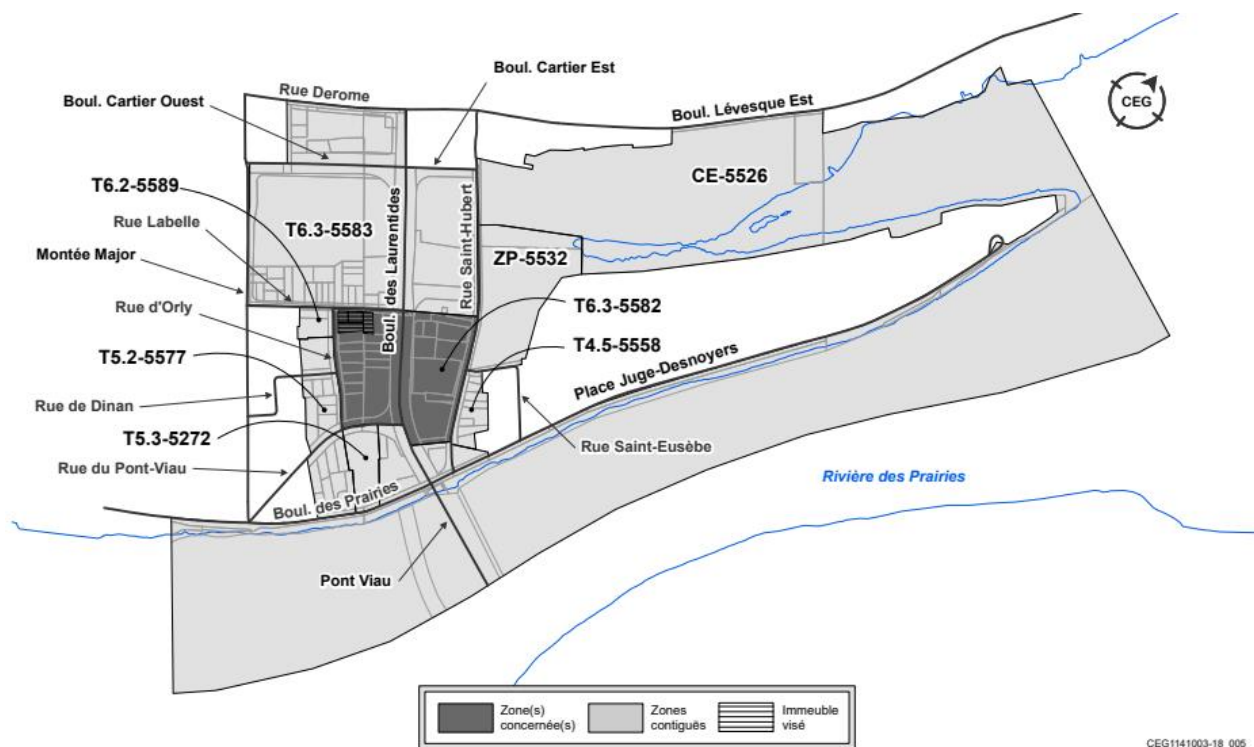 Boul. Cartier Est
Rue Derome
Boul. Cartier Ouest
Boul. Lévesque Est
CEG
T6.2-5589
CE-5526
Rue Labelle
T6.3-5583
Boul. des Laurentides
Rue Saint-Hubert
Montée Major
ZP-5532
Rue d'Orly
T6.3-5582
T5.2-5577
T4.5-5558
Place Juge-Desnoyers
Rue de Dinan
T5.3-5272
Rue Saint-Eusèbe
Rue du Pont-Viau
Boul. des Prairies
Rivière des Prairies
Pont Viau
Zone(s)
concernée(s)
Zones
contiguës
Immeuble
visé
CEG1141003-18_005